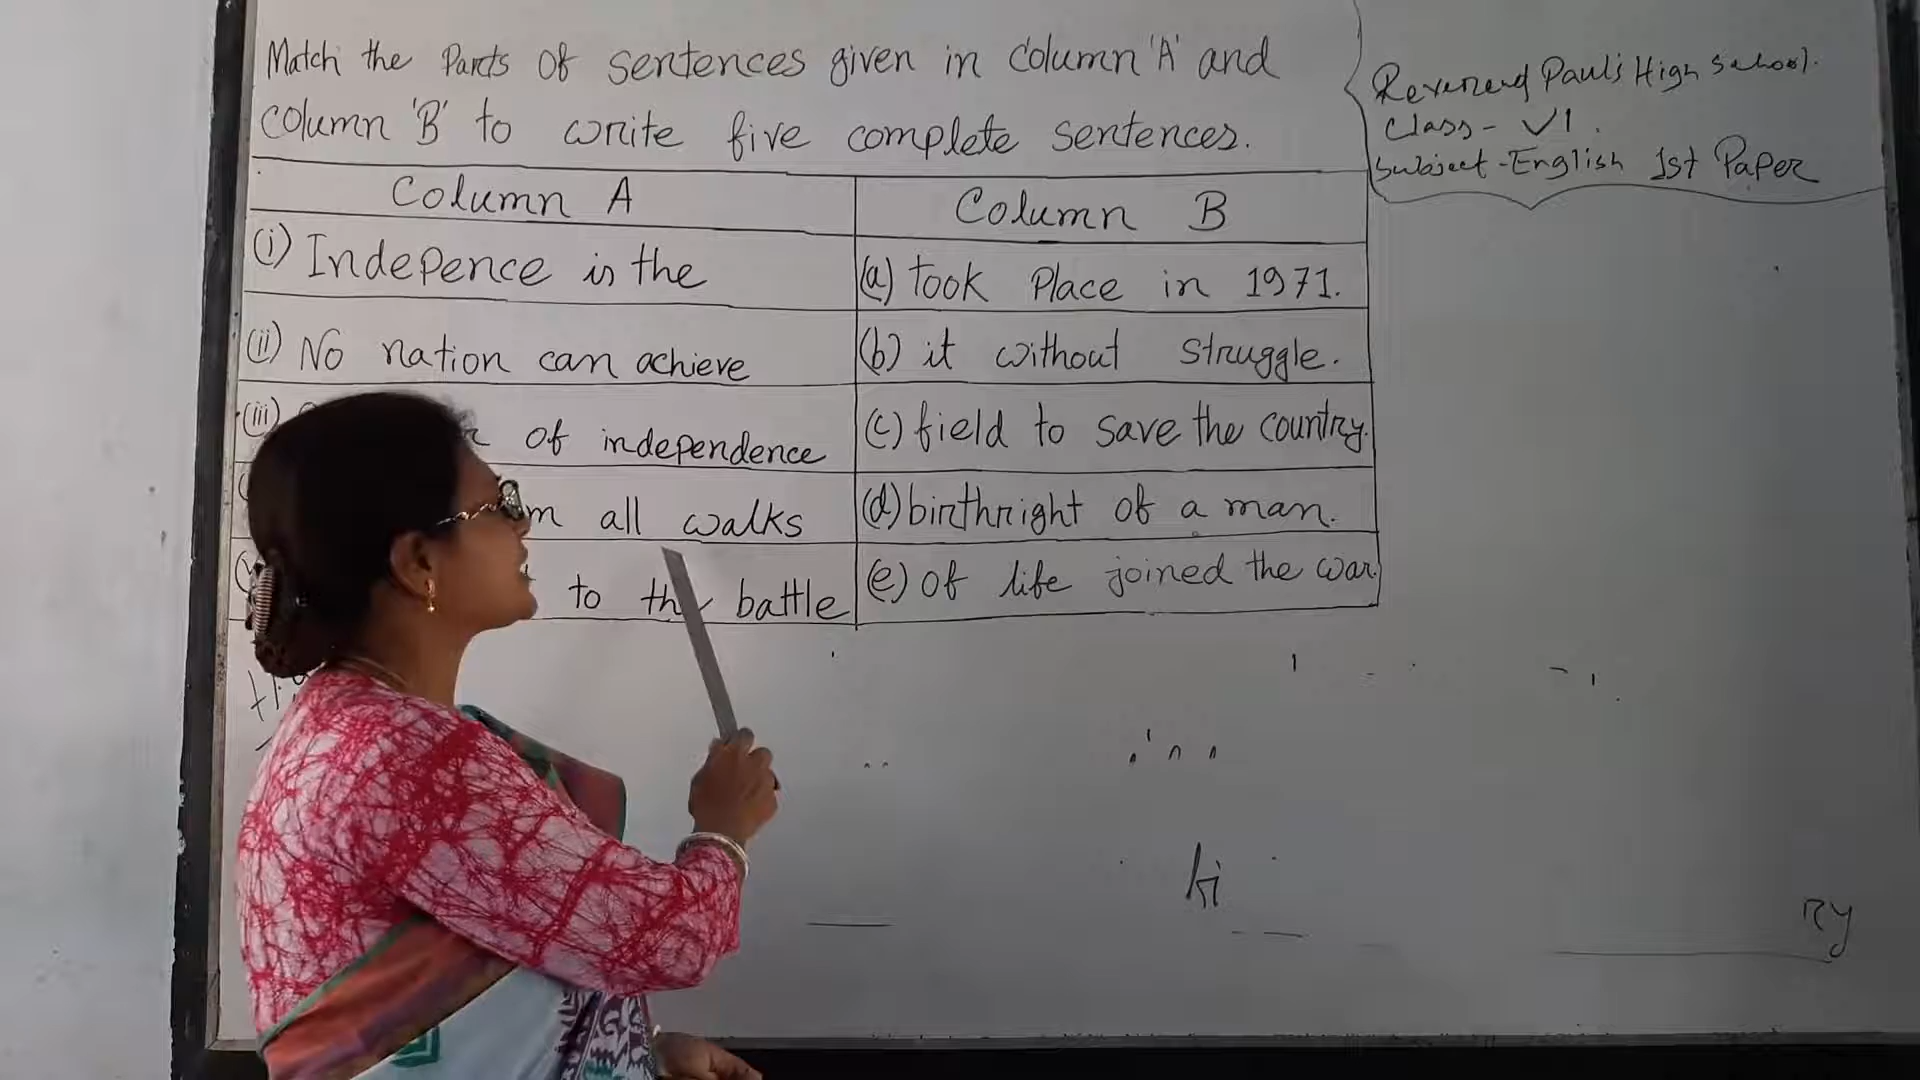 Match the Parts of sentences given in column 'A' and
column 'B' to write five complete sentences.
Reverend Paul's High School.
Class - VI.
Subject - English 1st Paper
Column A
Column B
(i) Indepence is the
(a) took Place in 1971.
(ii) No nation can achieve
(b) it without struggle.
(iii) of independence
(c) field to save the country.
all walks
(d) birthright of a man.
to the battle
(e) of life joined the war.